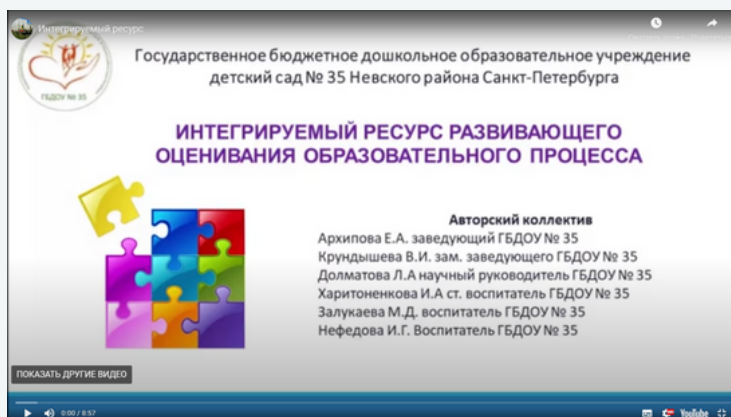 Интегрируемый ресурс
Государственное бюджетное дошкольное образовательное учреждение
детский сад № 35 Невского района Санкт-Петербурга
ГБДОУ № 35
ИНТЕГРИРУЕМЫЙ РЕСУРС РАЗВИВАЮЩЕГО
ОЦЕНИВАНИЯ ОБРАЗОВАТЕЛЬНОГО ПРОЦЕССА
Авторский коллектив
Архипова Е.А. заведующий ГБДОУ № 35
Крундышева В.И. зам. заведующего ГБДОУ № 35
Долматова Л.А научный руководитель ГБДОУ № 35
Харитоненкова И.А ст. воспитатель ГБДОУ № 35
Залукаева М.Д. воспитатель ГБДОУ № 35
Нефедова И.Г. Воспитатель ГБДОУ № 35
ПОКАЗАТЬ ДРУГИЕ ВИДЕО
0:00 / 8:57
YouTube